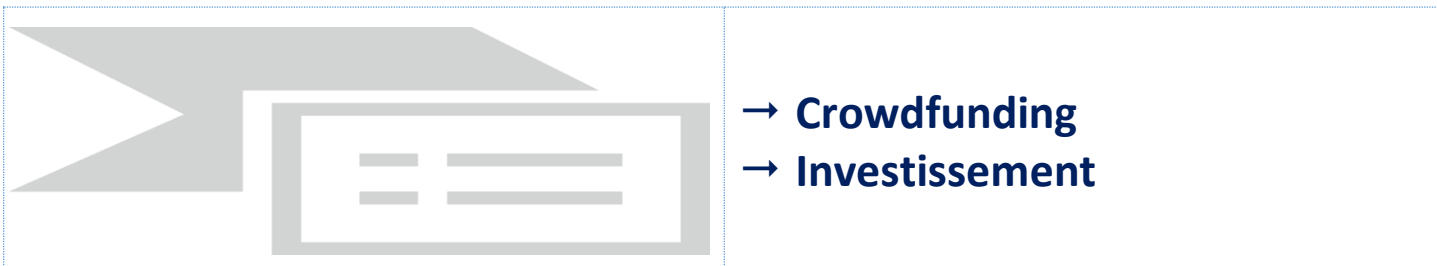 → Crowdfunding
→ Investissement